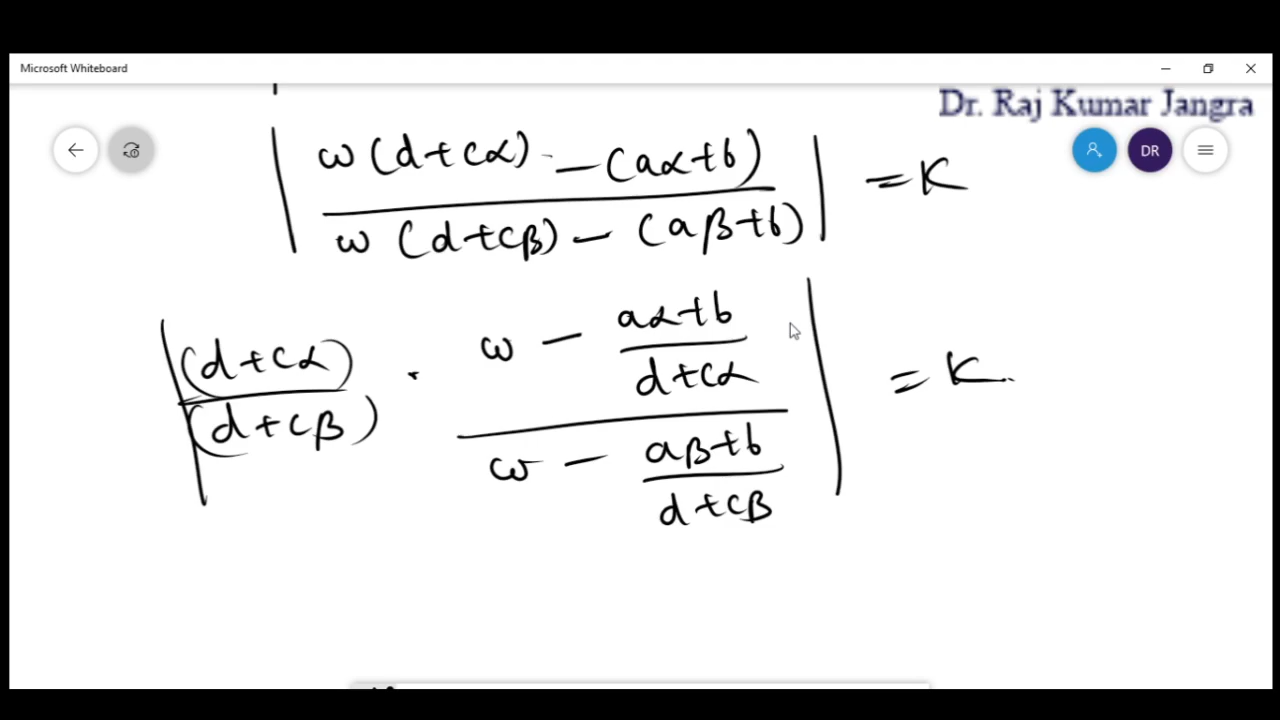 Microsoft Whiteboard
Dr. Raj Kumar Jangra
DR
| (ω(d+cα) - (aα+b)) / (ω(d+cβ) - (aβ+b)) | = K
| (d+cα)/(d+cβ) · (ω - (aα+b)/(d+cα)) / (ω - (aβ+b)/(d+cβ)) | = K